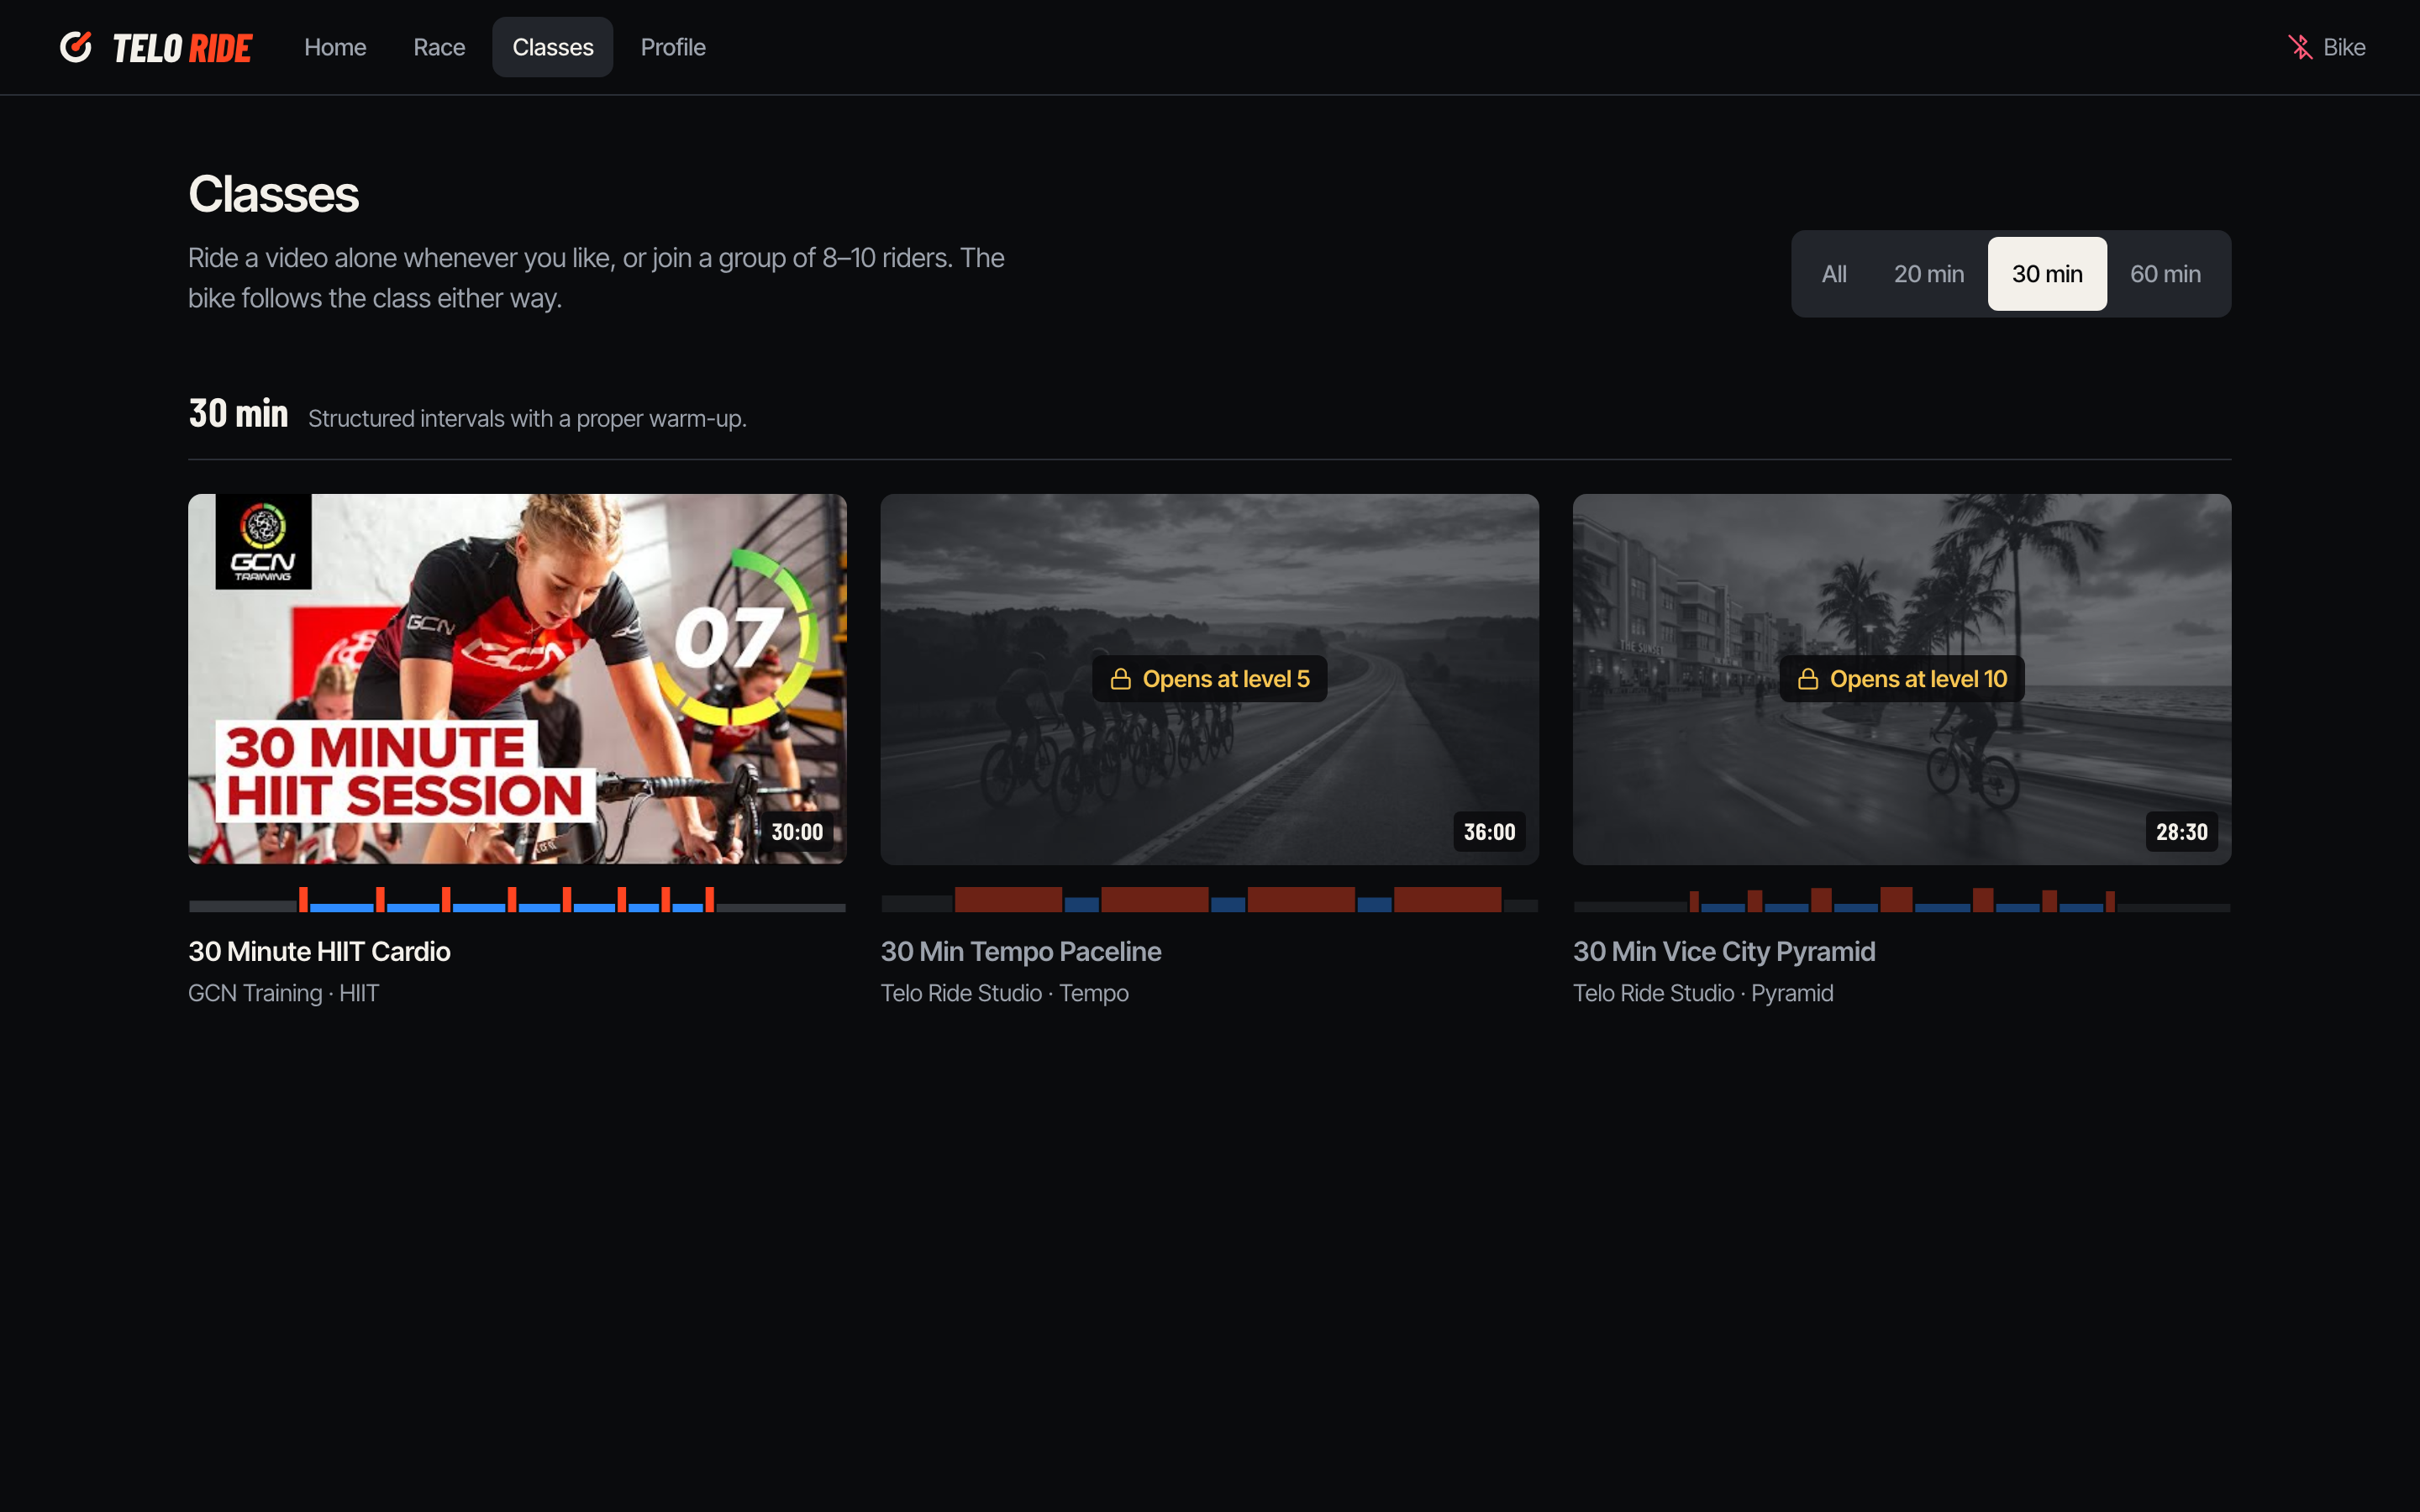 TELO RIDE
Home
Race
Classes
Profile
Bike
Classes
Ride a video alone whenever you like, or join a group of 8–10 riders. The
bike follows the class either way.
All
20 min
30 min
60 min
30 min
Structured intervals with a proper warm-up.
GCN
TRAINING
GCN
GCN
07
30 MINUTE
HIIT SESSION
30:00
Opens at level 5
36:00
THE SUNSET
Opens at level 10
28:30
30 Minute HIIT Cardio
GCN Training · HIIT
30 Min Tempo Paceline
Telo Ride Studio · Tempo
30 Min Vice City Pyramid
Telo Ride Studio · Pyramid